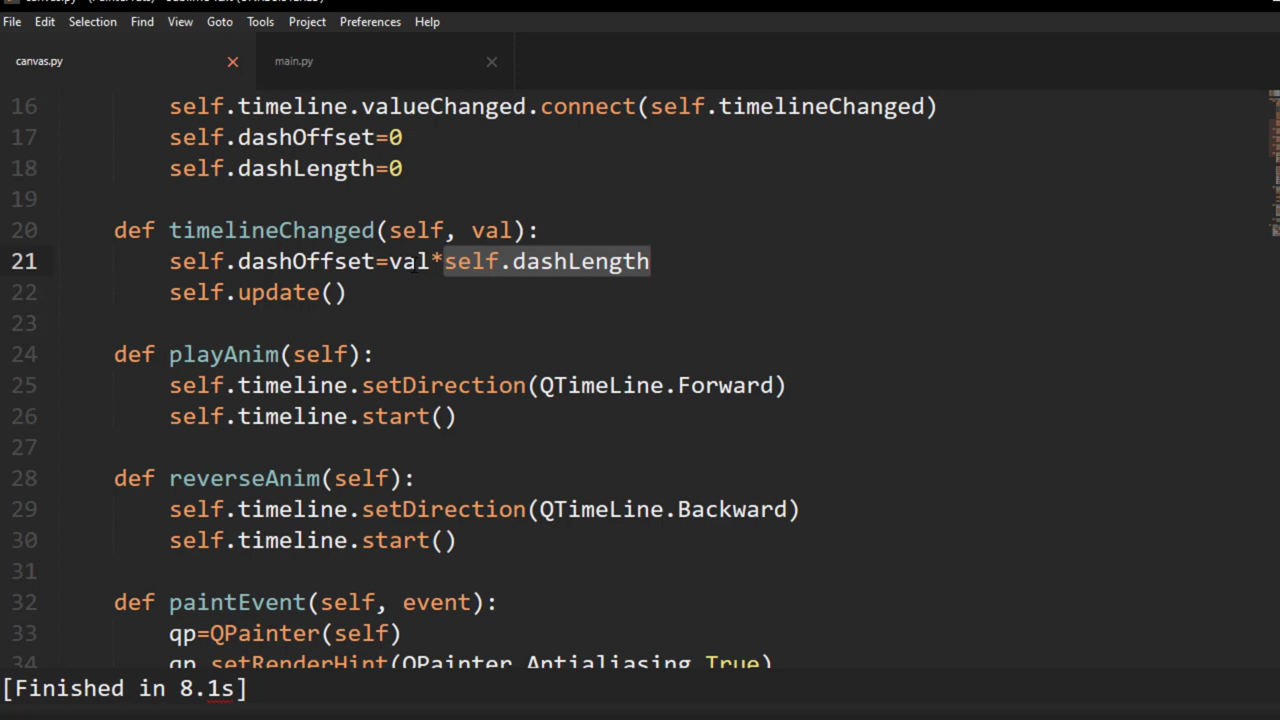 File Edit Selection Find View Goto Tools Project Preferences Help
canvas.py main.py
16 self.timeline.valueChanged.connect(self.timelineChanged)
17 self.dashOffset=0
18 self.dashLength=0
19
20 def timelineChanged(self, val):
21 self.dashOffset=val*self.dashLength
22 self.update()
23
24 def playAnim(self):
25 self.timeline.setDirection(QTimeLine.Forward)
26 self.timeline.start()
27
28 def reverseAnim(self):
29 self.timeline.setDirection(QTimeLine.Backward)
30 self.timeline.start()
31
32 def paintEvent(self, event):
33 qp=QPainter(self)
34 qp.setRenderHint(QPainter.Antialiasing,True)
[Finished in 8.1s]